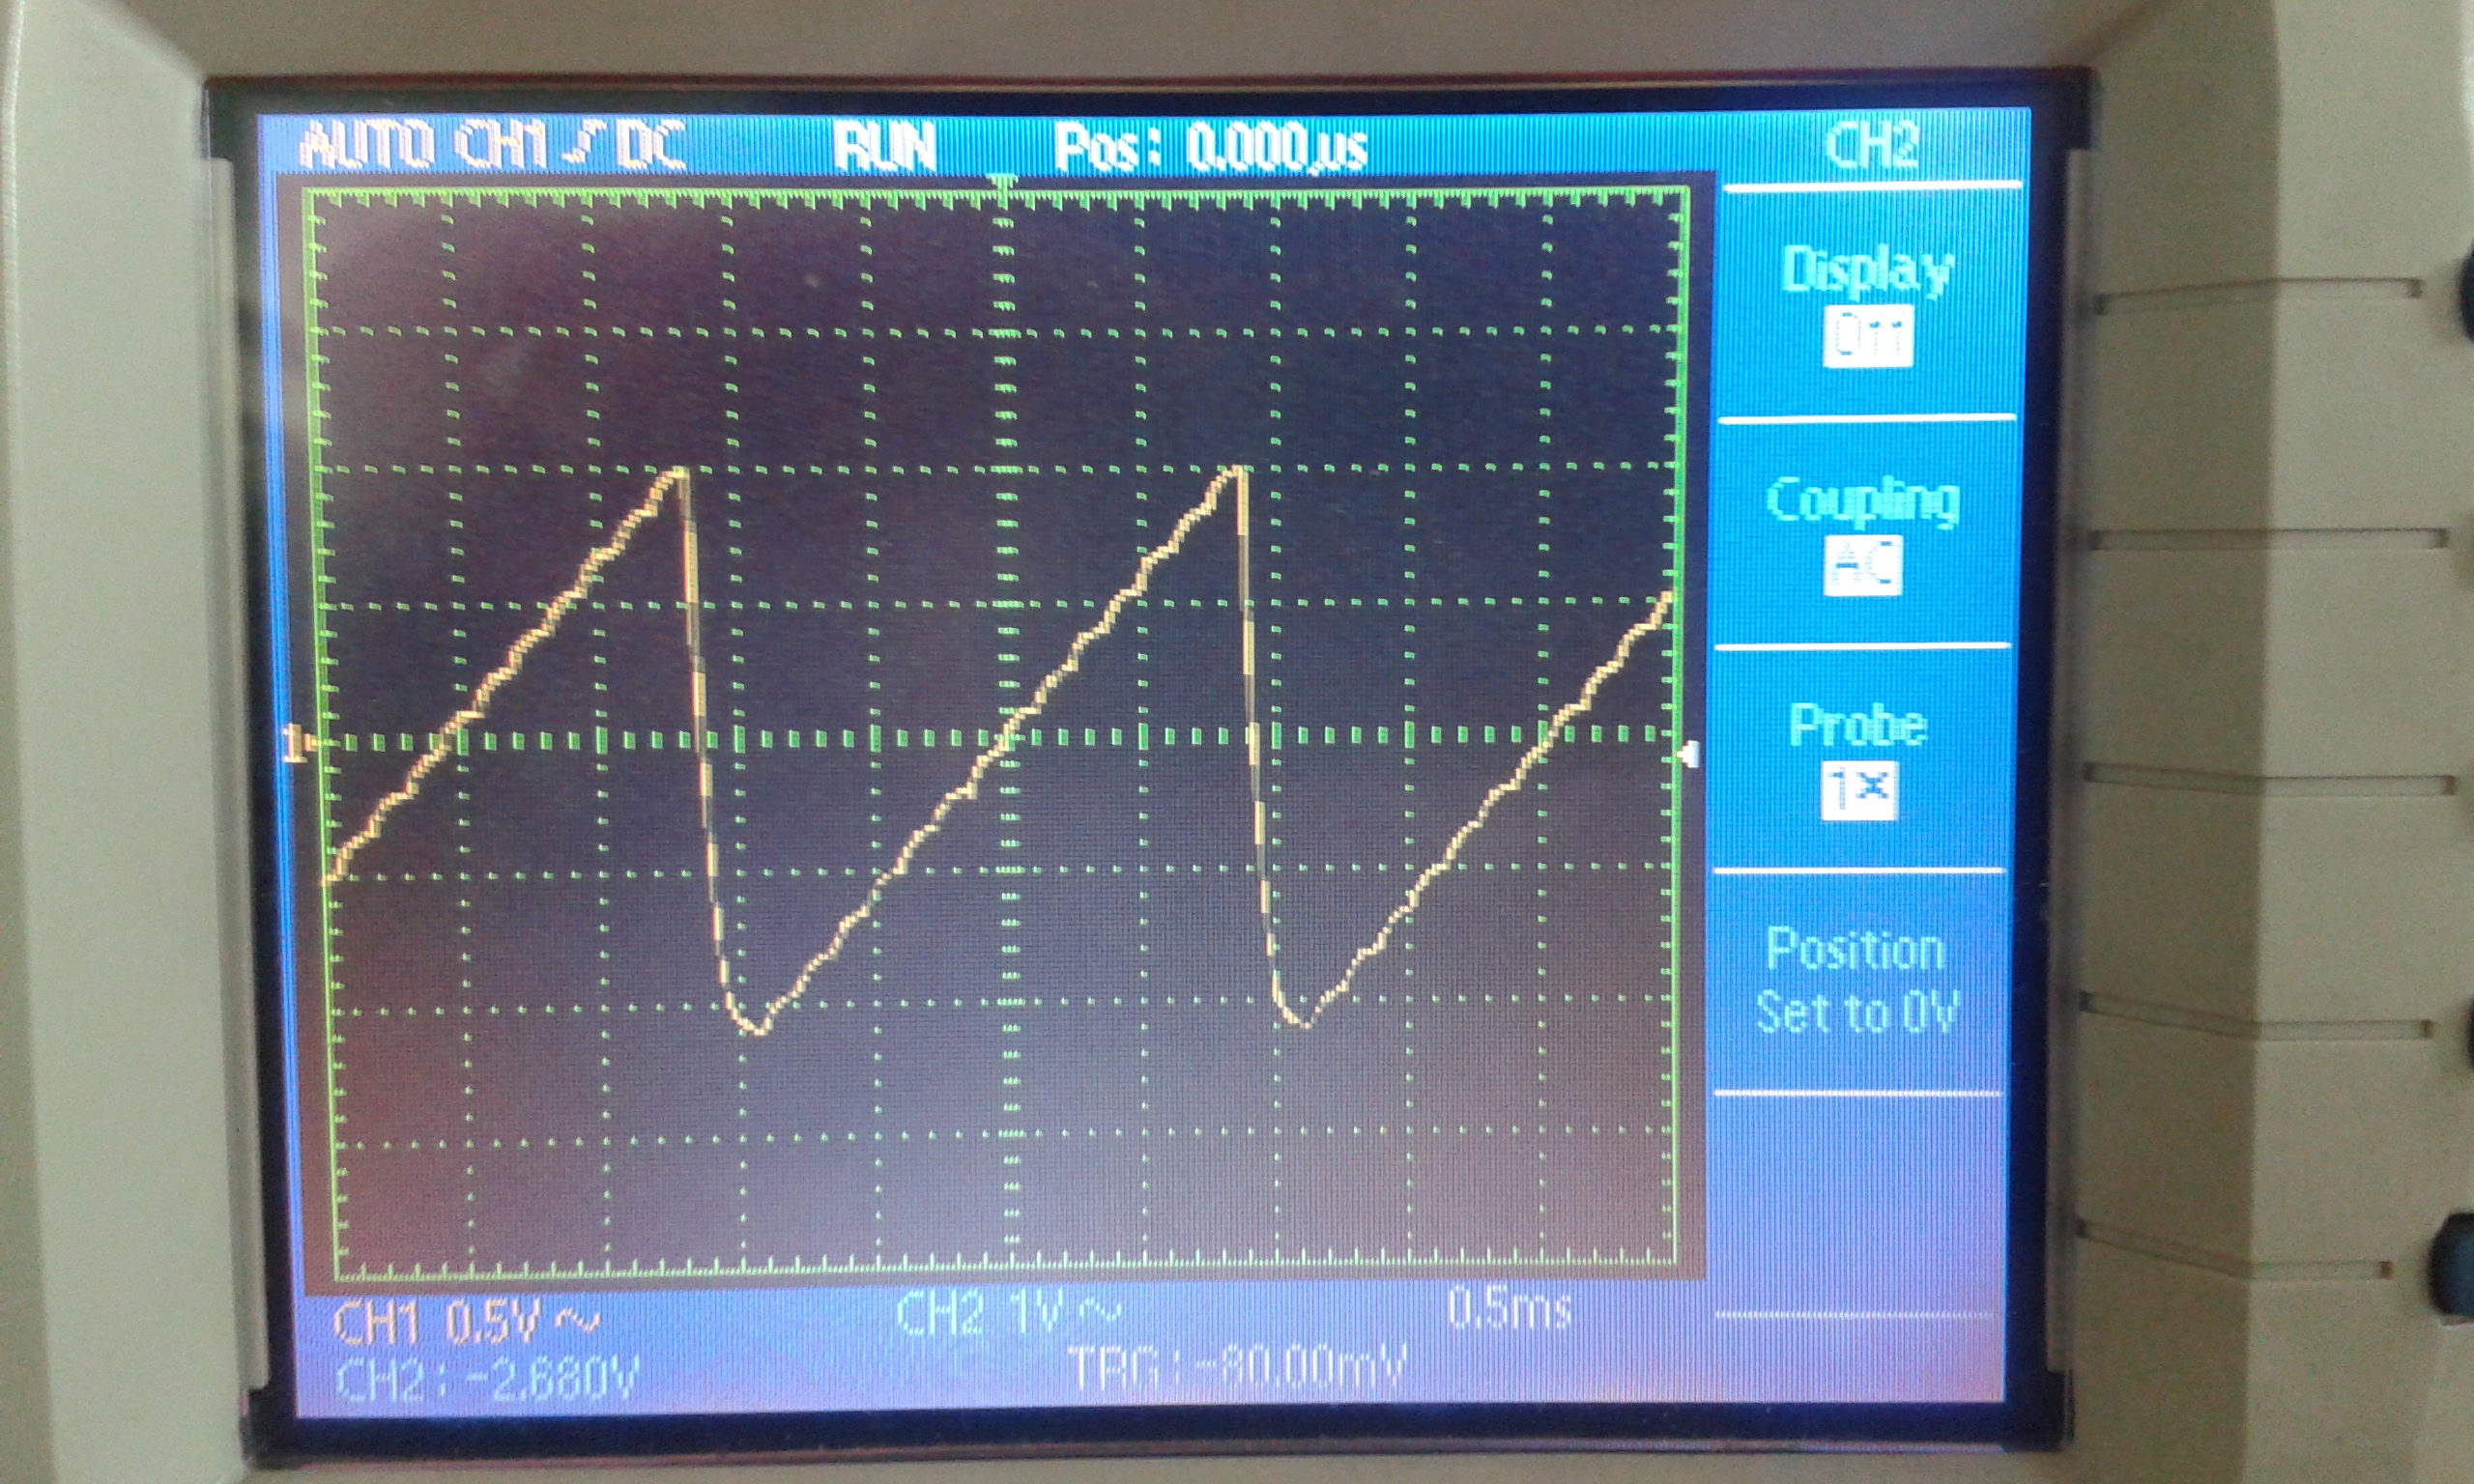 AUTO CH1 DC RUN Pos: 0.000µs CH2
Display
Off
Coupling
AC
1
Probe
1×
Position
Set to 0V
CH1 0.5V ~ CH2 1V ~ 0.5ms
CH2: -2.680V TRG: -80.00mV